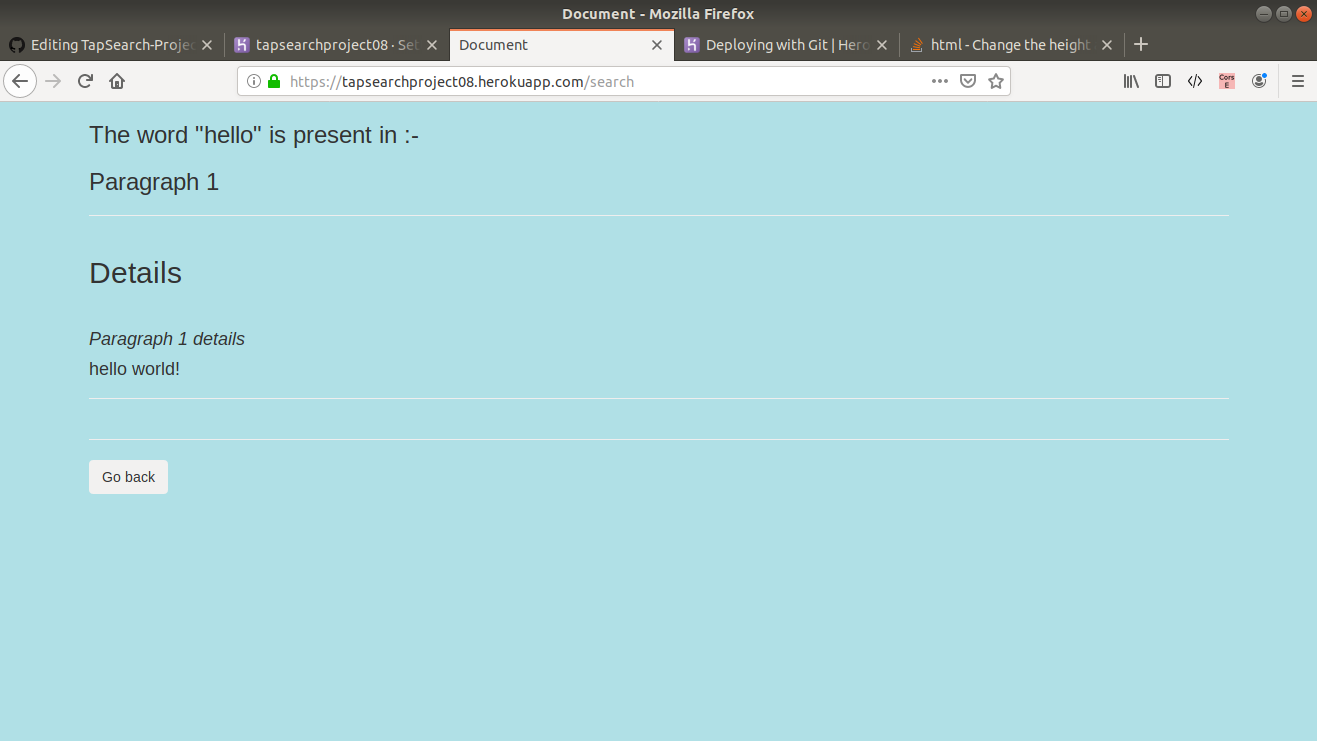 Document - Mozilla Firefox
Editing TapSearch-Projec
tapsearchproject08 · Set
Document
Deploying with Git | Hero
html - Change the height
https://tapsearchproject08.herokuapp.com/search
Cors
E
The word "hello" is present in :-
Paragraph 1
Details
Paragraph 1 details
hello world!
Go back